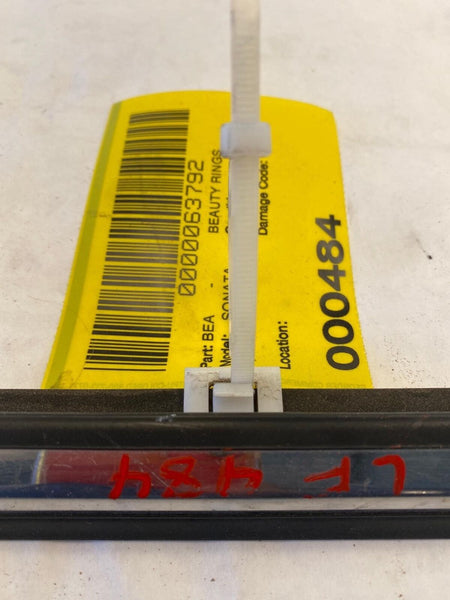 0000063792
Part: BEA - BEAUTY RINGS
Model: SONATA
Damage Code:
Location:
000484
LF 484